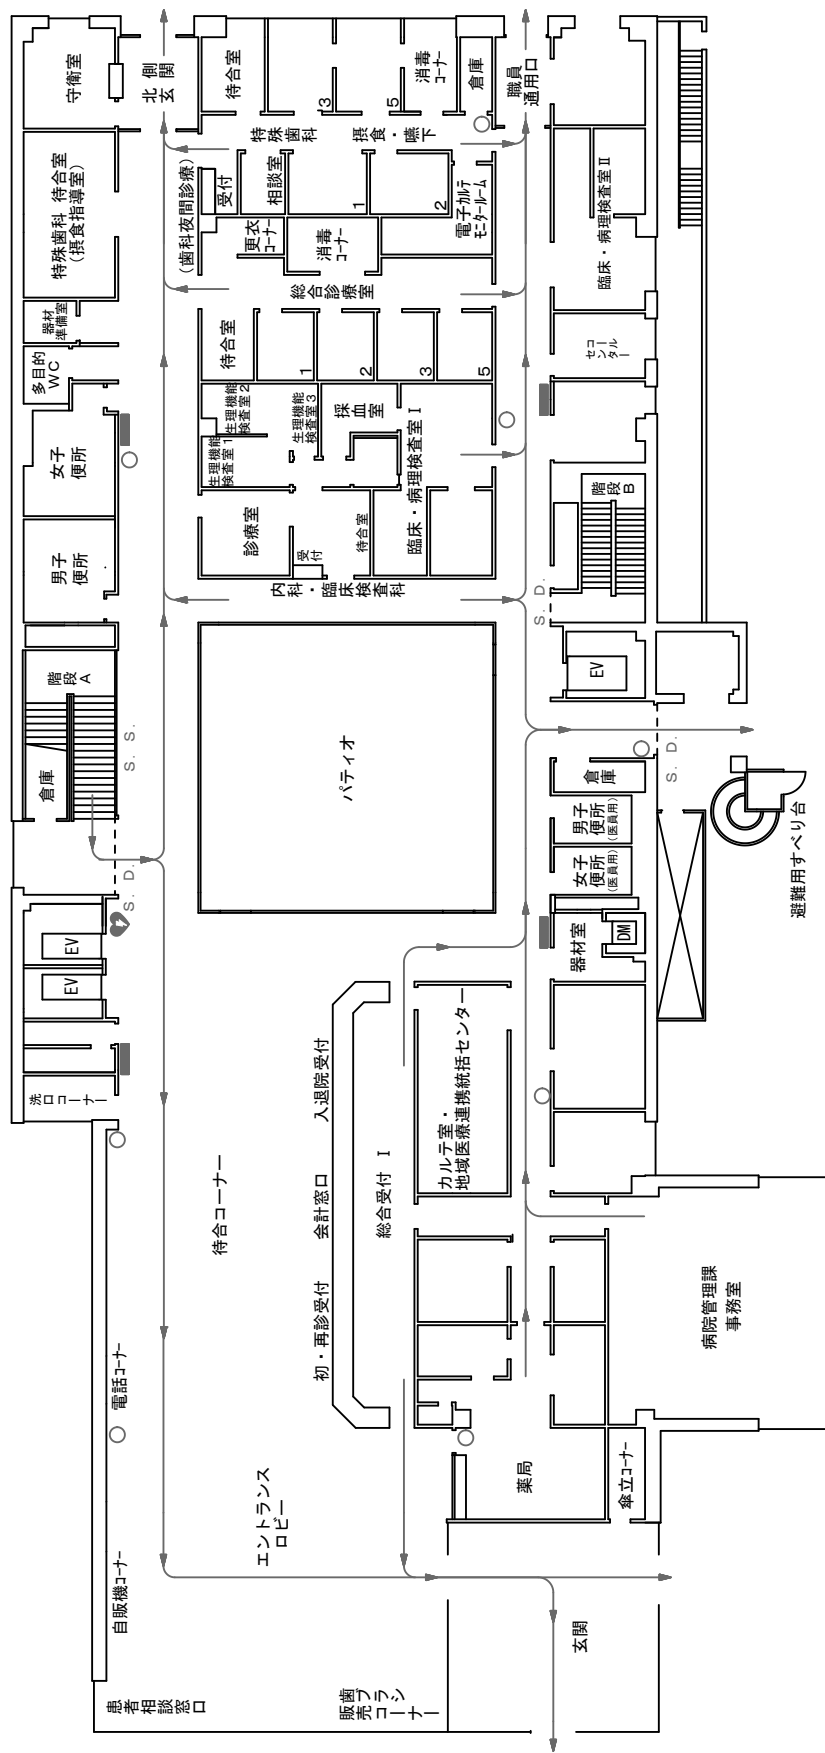 守衛室
北側
玄関
待合室
3
5
消毒
コーナー
倉庫
職員
通用口
特殊歯科 待合室
(摂食指導室)
(歯科夜間診療)
特殊歯科
摂食・嚥下
受付
相談室
1
2
電子カルテ
モニタールーム
更衣
コーナー
消毒
コーナー
臨床・病理検査室Ⅱ
器材
準備室
総合診療室
待合室
1
2
3
5
コール
センター
多目的
WC
女子
便所
生理機能
検査室2
生理機能
検査室1
生理機能
検査室3
採血室
臨床・病理検査室Ⅰ
男子
便所
診療室
受付
待合室
内科・臨床検査科
階段
B
S. D.
階段
A
倉庫
S. S.
S. D.
パティオ
EV
S. D.
倉庫
男子
便所
(医員用)
女子
便所
(医員用)
避難用すべり台
EV
EV
器材室
DM
洗口コーナー
入退院受付
会計窓口
初・再診受付
総合受付 Ⅰ
カルテ室・
地域医療連携統括センター
待合コーナー
電話コーナー
病院管理課
事務室
エントランス
ロビー
薬局
傘立コーナー
自販機コーナー
玄関
患者
相談
窓口
歯ブラシ
販売コーナー